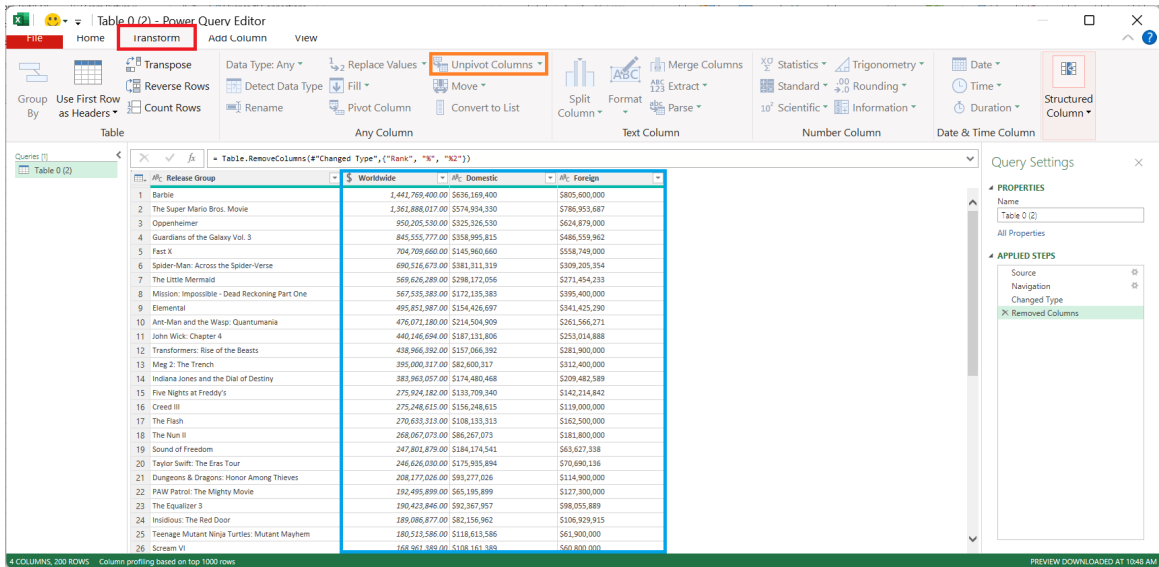 Table 0 (2) - Power Query Editor
File Home Transform Add Column View
Group By
Use First Row as Headers
Transpose
Reverse Rows
Count Rows
Table
Data Type: Any
Detect Data Type
Rename
1→2 Replace Values
Fill
Pivot Column
Unpivot Columns
Move
Convert to List
Any Column
Split Column
ABC
Format
Merge Columns
ABC 123 Extract
abc Parse
Text Column
XO Σ Statistics
Standard
10² Scientific
Trigonometry
.00 →.0 Rounding
Information
Number Column
Date
Time
Duration
Date & Time Column
Structured Column
Queries [1]
Table 0 (2)
fx = Table.RemoveColumns(#"Changed Type",{"Rank", "%", "%2"})
ABC Release Group $ Worldwide ABC Domestic ABC Foreign
1 Barbie 1,441,769,400.00 $636,169,400 $805,600,000
2 The Super Mario Bros. Movie 1,361,888,017.00 $574,934,330 $786,953,687
3 Oppenheimer 950,205,530.00 $325,326,530 $624,879,000
4 Guardians of the Galaxy Vol. 3 845,555,777.00 $358,995,815 $486,559,962
5 Fast X 704,709,660.00 $145,960,660 $558,749,000
6 Spider-Man: Across the Spider-Verse 690,516,673.00 $381,311,319 $309,205,354
7 The Little Mermaid 569,626,289.00 $298,172,056 $271,454,233
8 Mission: Impossible - Dead Reckoning Part One 567,535,383.00 $172,135,383 $395,400,000
9 Elemental 495,851,987.00 $154,426,697 $341,425,290
10 Ant-Man and the Wasp: Quantumania 476,071,180.00 $214,504,909 $261,566,271
11 John Wick: Chapter 4 440,146,694.00 $187,131,806 $253,014,888
12 Transformers: Rise of the Beasts 438,966,392.00 $157,066,392 $281,900,000
13 Meg 2: The Trench 395,000,317.00 $82,600,317 $312,400,000
14 Indiana Jones and the Dial of Destiny 383,963,057.00 $174,480,468 $209,482,589
15 Five Nights at Freddy's 275,924,182.00 $133,709,340 $142,214,842
16 Creed III 275,248,615.00 $156,248,615 $119,000,000
17 The Flash 270,633,313.00 $108,133,313 $162,500,000
18 The Nun II 268,067,073.00 $86,267,073 $181,800,000
19 Sound of Freedom 247,801,879.00 $184,174,541 $63,627,338
20 Taylor Swift: The Eras Tour 246,626,030.00 $175,935,894 $70,690,136
21 Dungeons & Dragons: Honor Among Thieves 208,177,026.00 $93,277,026 $114,900,000
22 PAW Patrol: The Mighty Movie 192,495,899.00 $65,195,899 $127,300,000
23 The Equalizer 3 190,423,846.00 $92,367,957 $98,055,889
24 Insidious: The Red Door 189,086,877.00 $82,156,962 $106,929,915
25 Teenage Mutant Ninja Turtles: Mutant Mayhem 180,513,586.00 $118,613,586 $61,900,000
26 Scream VI 168,961,389.00 $108,161,389 $60,800,000
Query Settings
PROPERTIES
Name
Table 0 (2)
All Properties
APPLIED STEPS
Source
Navigation
Changed Type
Removed Columns
4 COLUMNS, 200 ROWS Column profiling based on top 1000 rows
PREVIEW DOWNLOADED AT 10:48 AM